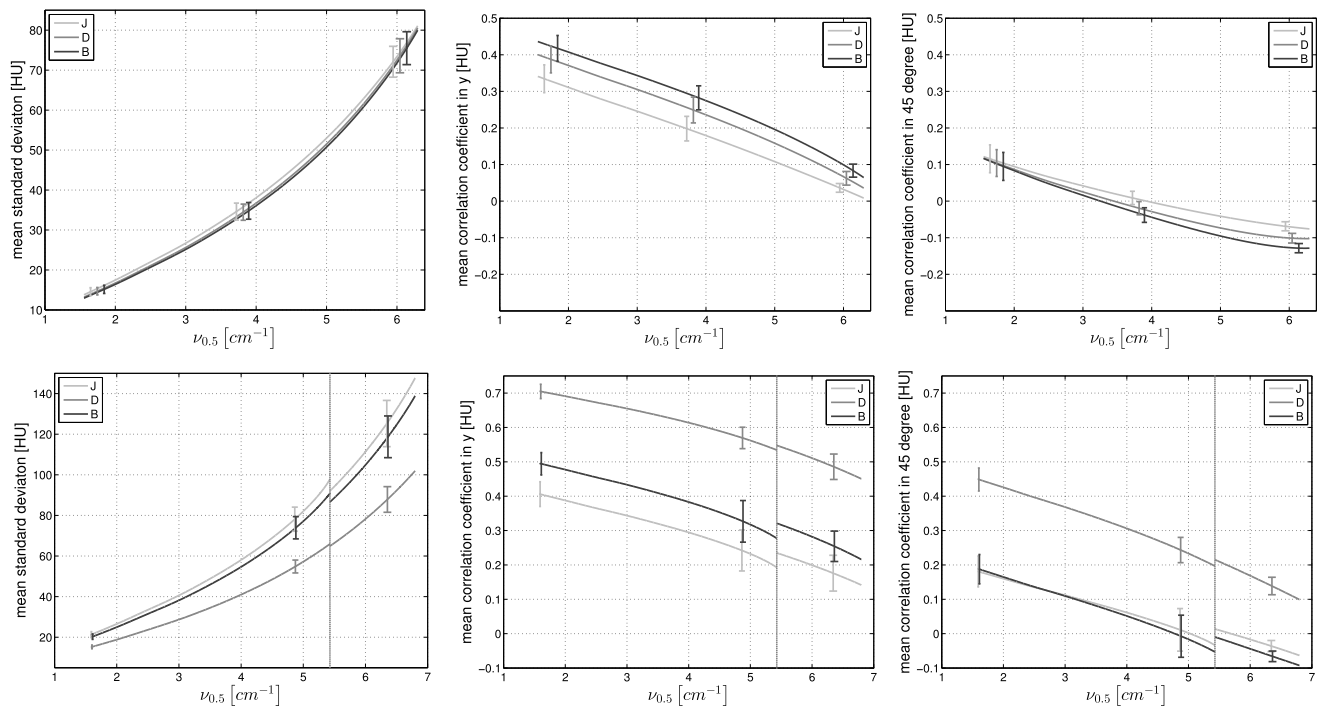 mean standard deviaton [HU]
85
80
70
60
50
40
30
20
10
1 2 3 4 5 6
ν0.5 [cm−1]
J
D
B
mean correlation coefficient in y [HU]
0.5
0.4
0.3
0.2
0.1
0
−0.2
1 2 3 4 5 6
ν0.5 [cm−1]
J
D
B
mean correlation coefficient in 45 degree [HU]
0.5
0.4
0.3
0.2
0.1
0
−0.1
−0.2
1 2 3 4 5 6
ν0.5 [cm−1]
J
D
B
mean standard deviaton [HU]
150
140
120
100
80
60
40
20
1 2 3 4 5 6 7
ν0.5 [cm−1]
J
D
B
mean correlation coefficient in y [HU]
0.7
0.6
0.5
0.4
0.3
0.2
0.1
0
−0.1
1 2 3 4 5 6 7
ν0.5 [cm−1]
J
D
B
mean correlation coefficient in 45 degree [HU]
0.7
0.6
0.5
0.4
0.3
0.2
0.1
0
−0.1
1 2 3 4 5 6 7
ν0.5 [cm−1]
J
D
B